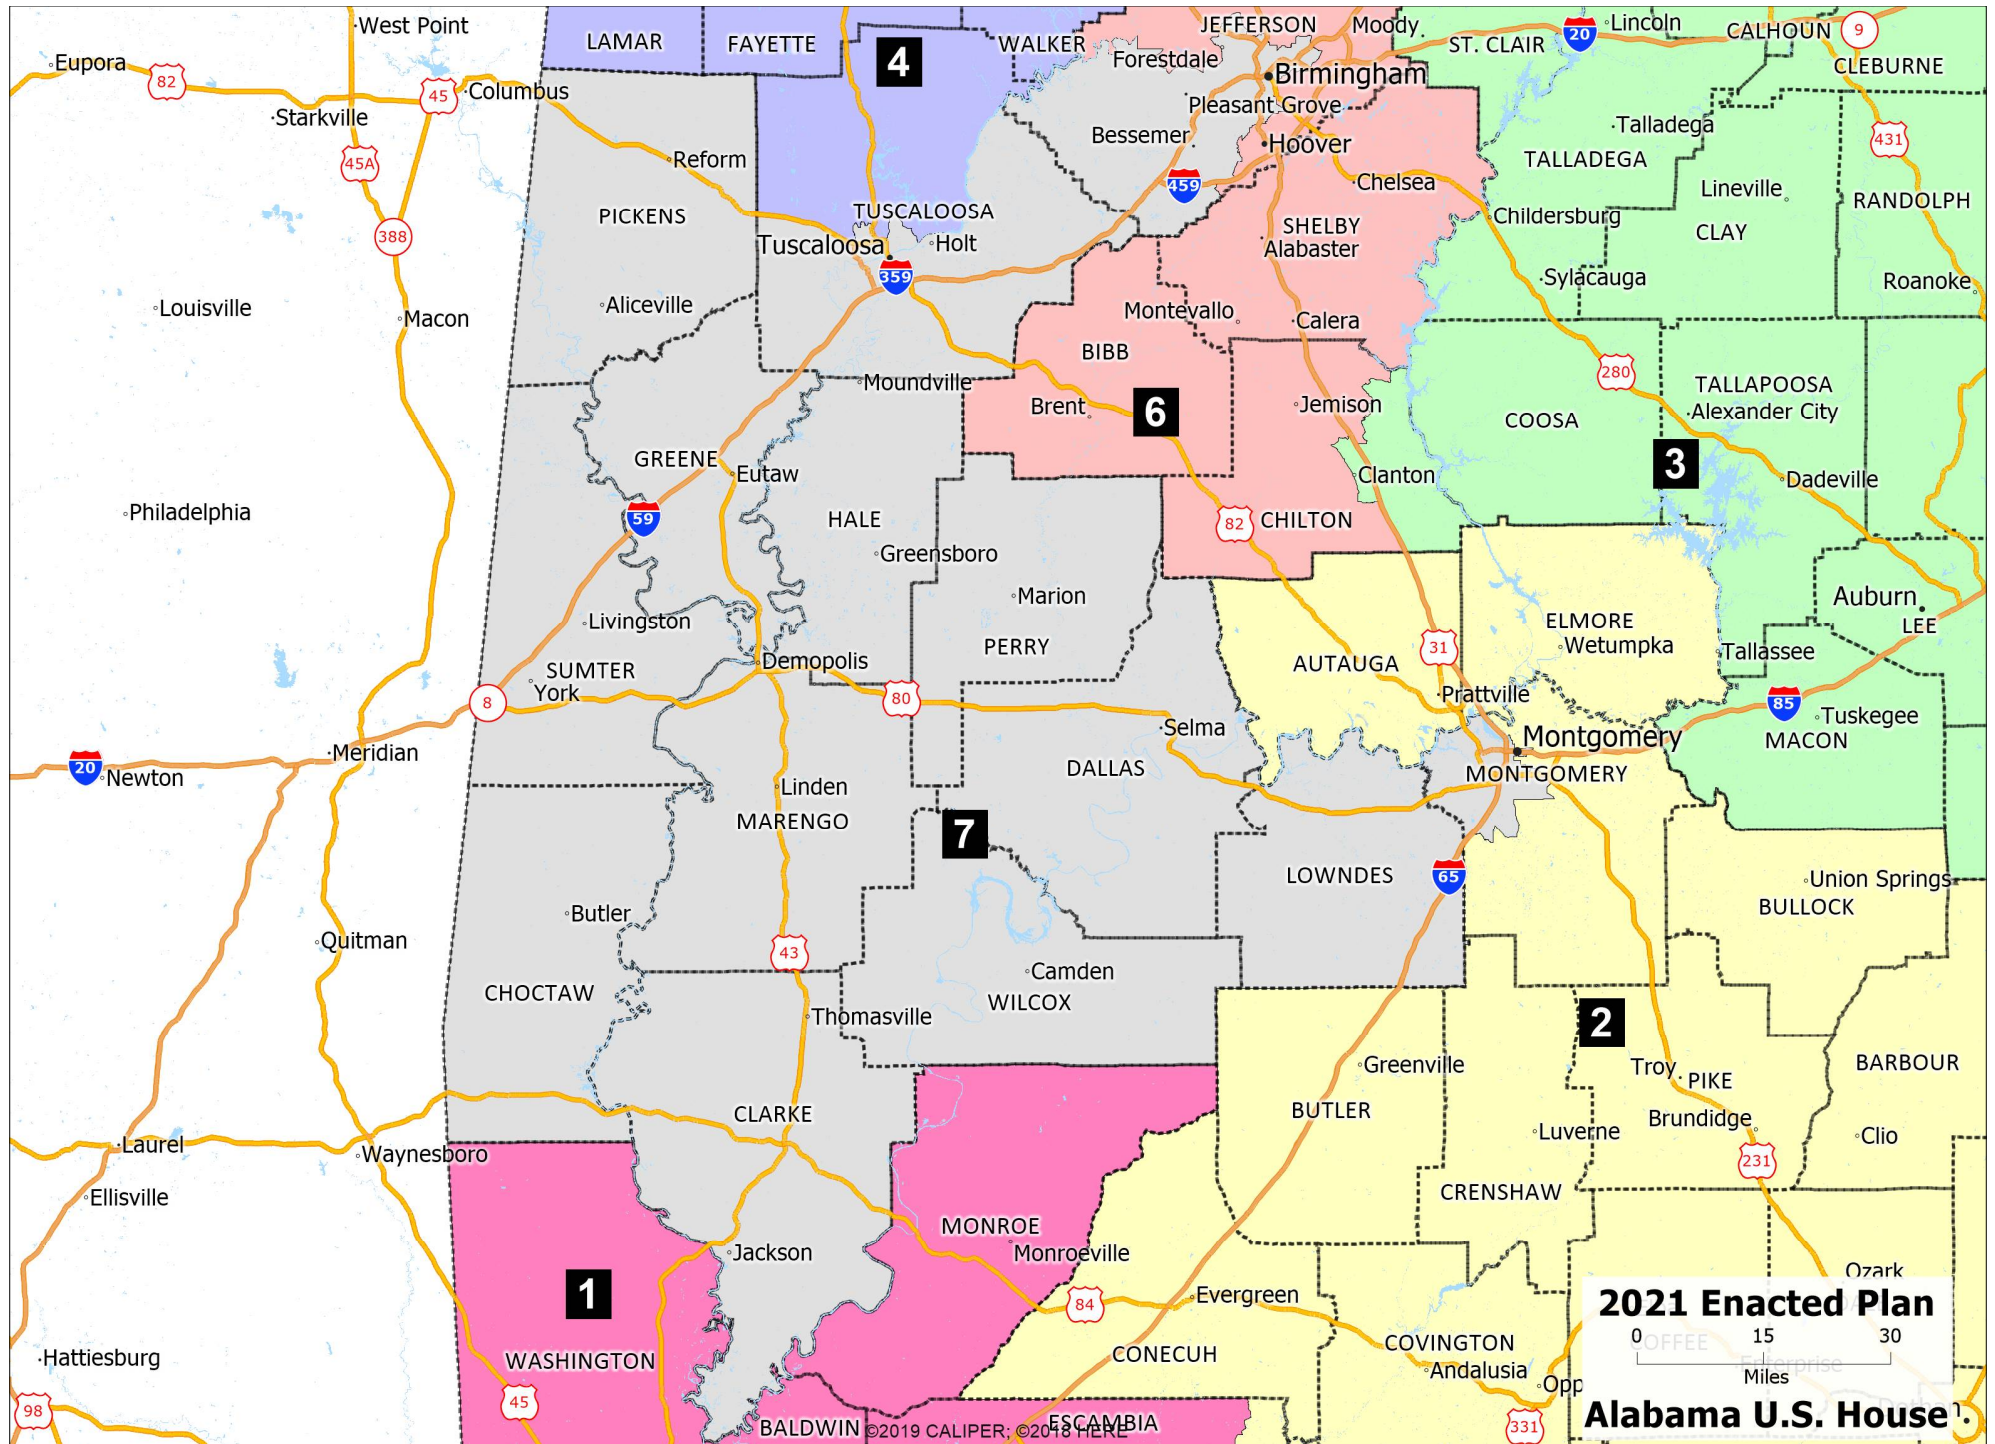 West Point
LAMAR
FAYETTE
4
WALKER
JEFFERSON
Moody
20
Lincoln
CALHOUN
9
ST. CLAIR
Eupora
82
Forestdale
Birmingham
CLEBURNE
45
Columbus
Starkville
Pleasant Grove
Talladega
Bessemer
Hoover
431
45A
Reform
TALLADEGA
459
Chelsea
Lineville
RANDOLPH
PICKENS
TUSCALOOSA
Childersburg
388
SHELBY
CLAY
Tuscaloosa
Holt
Alabaster
359
Sylacauga
Roanoke
Louisville
Aliceville
Macon
Montevallo
Calera
BIBB
280
Moundville
TALLAPOOSA
Brent
6
Jemison
COOSA
Alexander City
GREENE
Eutaw
Clanton
3
Dadeville
Philadelphia
59
HALE
82
CHILTON
Greensboro
Marion
Auburn
Livingston
PERRY
ELMORE
LEE
Wetumpka
31
Tallassee
SUMTER
Demopolis
AUTAUGA
York
8
80
Prattville
85
Tuskegee
Selma
Montgomery
MACON
Meridian
20
Newton
DALLAS
MONTGOMERY
Linden
MARENGO
7
LOWNDES
65
Union Springs
BULLOCK
Butler
Quitman
43
Camden
CHOCTAW
WILCOX
Thomasville
2
Greenville
Troy
PIKE
BARBOUR
CLARKE
BUTLER
Brundidge
Luverne
Clio
Laurel
Waynesboro
231
Ellisville
CRENSHAW
MONROE
Jackson
Monroeville
Ozark
1
84
Evergreen
2021 Enacted Plan
0 15 30
COVINGTON
COFFEE
Hattiesburg
WASHINGTON
CONECUH
Andalusia
Enterprise
Miles
Opp
45
98
BALDWIN
©2019 CALIPER; ©2018 HERE
ESCAMBIA
331
Alabama U.S. House
Dothan